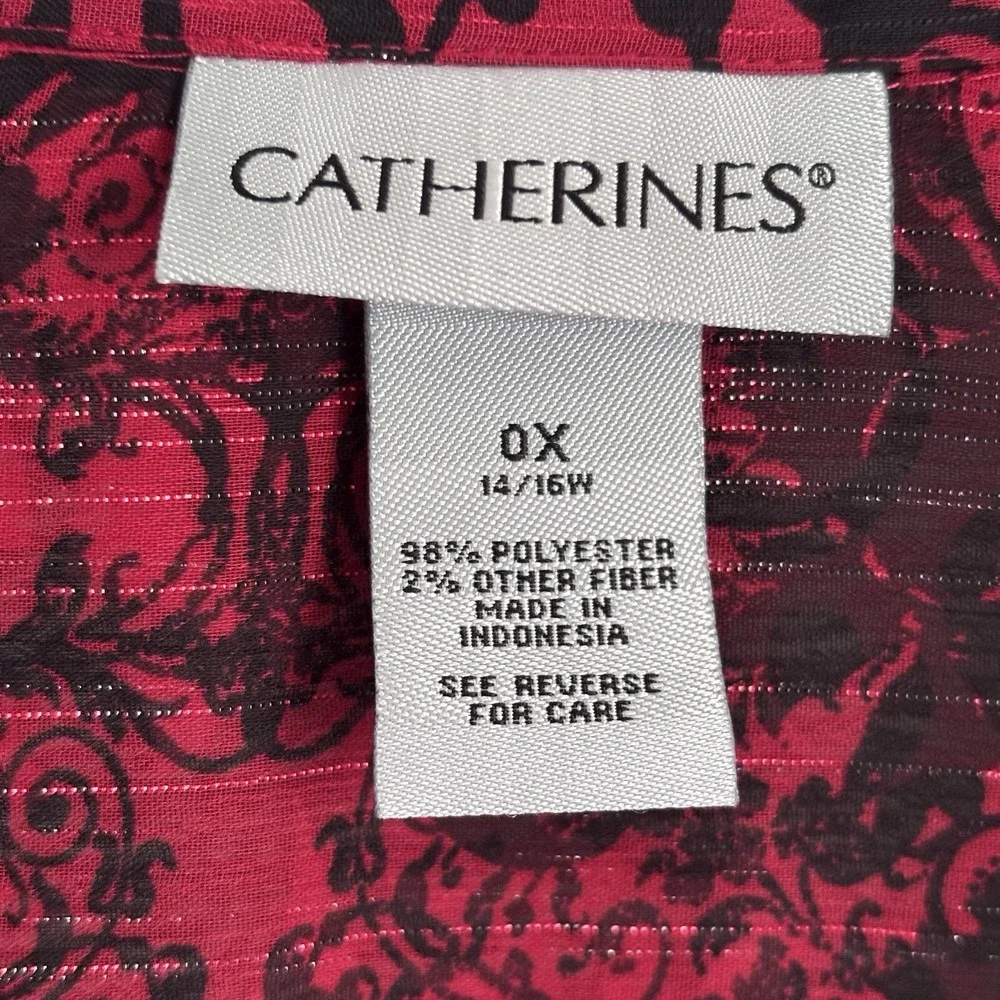 CATHERINES®
0X
14/16W
98% POLYESTER
2% OTHER FIBER
MADE IN
INDONESIA
SEE REVERSE
FOR CARE